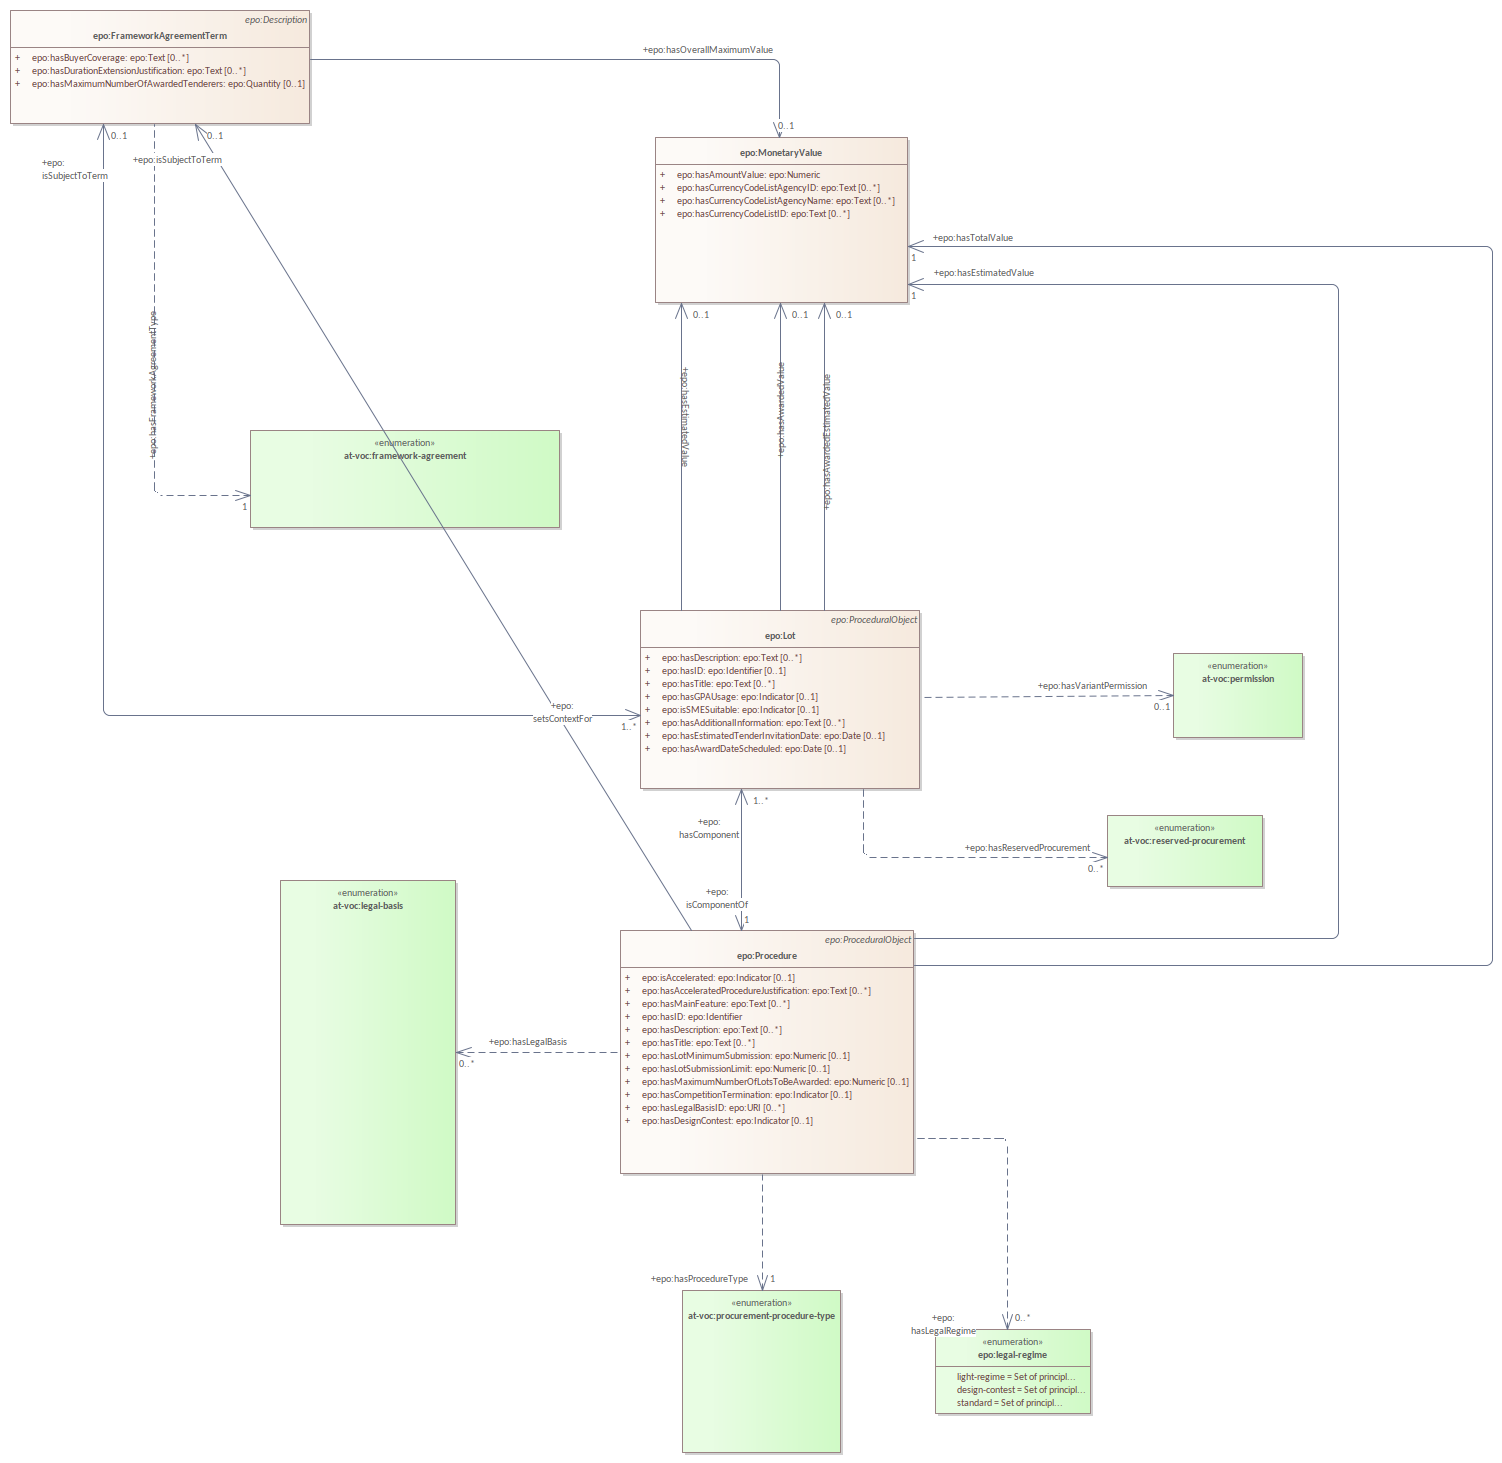 epo:Description
epo:FrameworkAgreementTerm
+ epo:hasBuyerCoverage: epo:Text [0..*]
+ epo:hasDurationExtensionJustification: epo:Text [0..*]
+ epo:hasMaximumNumberOfAwardedTenderers: epo:Quantity [0..1]
+epo:hasOverallMaximumValue
0..1
0..1
0..1
+epo:
isSubjectToTerm
+epo:isSubjectToTerm
epo:MonetaryValue
+ epo:hasAmountValue: epo:Numeric
+ epo:hasCurrencyCodeListAgencyID: epo:Text [0..*]
+ epo:hasCurrencyCodeListAgencyName: epo:Text [0..*]
+ epo:hasCurrencyCodeListID: epo:Text [0..*]
+epo:hasTotalValue
1
+epo:hasEstimatedValue
1
0..1
0..1
0..1
+epo:hasFrameworkAgreementType
+epo:hasEstimatedValue
+epo:hasAwardedValue
+epo:hasAwardedEstimatedValue
«enumeration»
at-voc:framework-agreement
1
epo:ProceduralObject
epo:Lot
+ epo:hasDescription: epo:Text [0..*]
+ epo:hasID: epo:Identifier [0..1]
+ epo:hasTitle: epo:Text [0..*]
+ epo:hasGPAUsage: epo:Indicator [0..1]
+ epo:isSMESuitable: epo:Indicator [0..1]
+ epo:hasAdditionalInformation: epo:Text [0..*]
+ epo:hasEstimatedTenderInvitationDate: epo:Date [0..1]
+ epo:hasAwardDateScheduled: epo:Date [0..1]
+epo:
setsContextFor
1..*
+epo:hasVariantPermission
0..1
«enumeration»
at-voc:permission
1..*
+epo:
hasComponent
+epo:hasReservedProcurement
0..*
«enumeration»
at-voc:reserved-procurement
+epo:
isComponentOf
1
«enumeration»
at-voc:legal-basis
epo:ProceduralObject
epo:Procedure
+ epo:isAccelerated: epo:Indicator [0..1]
+ epo:hasAcceleratedProcedureJustification: epo:Text [0..*]
+ epo:hasMainFeature: epo:Text [0..*]
+ epo:hasID: epo:Identifier
+ epo:hasDescription: epo:Text [0..*]
+ epo:hasTitle: epo:Text [0..*]
+ epo:hasLotMinimumSubmission: epo:Numeric [0..1]
+ epo:hasLotSubmissionLimit: epo:Numeric [0..1]
+ epo:hasMaximumNumberOfLotsToBeAwarded: epo:Numeric [0..1]
+ epo:hasCompetitionTermination: epo:Indicator [0..1]
+ epo:hasLegalBasisID: epo:URI [0..*]
+ epo:hasDesignContest: epo:Indicator [0..1]
+epo:hasLegalBasis
0..*
+epo:hasProcedureType
1
«enumeration»
at-voc:procurement-procedure-type
+epo:
hasLegalRegime
0..*
«enumeration»
epo:legal-regime
light-regime = Set of principl...
design-contest = Set of principl...
standard = Set of principl...